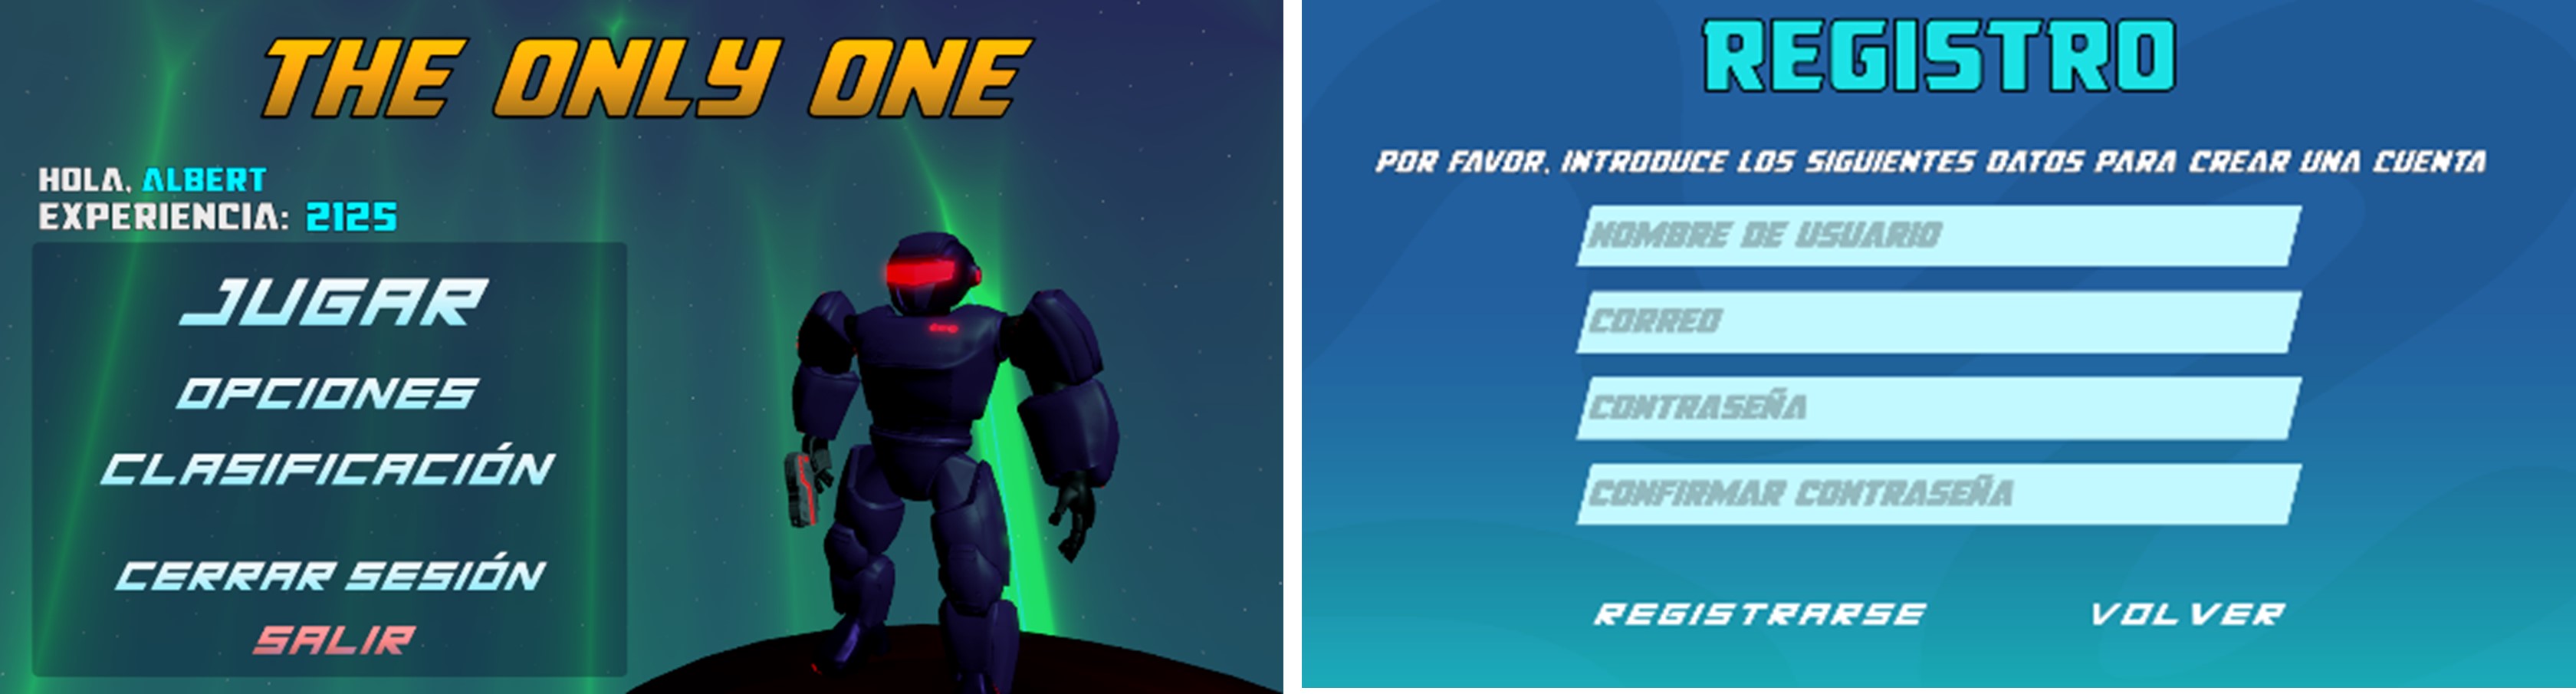 THE ONLY ONE
HOLA, ALBERT
EXPERIENCIA: 2125
JUGAR
OPCIONES
CLASIFICACIÓN
CERRAR SESIÓN
SALIR
REGISTRO
POR FAVOR, INTRODUCE LOS SIGUIENTES DATOS PARA CREAR UNA CUENTA
NOMBRE DE USUARIO
CORREO
CONTRASEÑA
CONFIRMAR CONTRASEÑA
REGISTRARSE
VOLVER